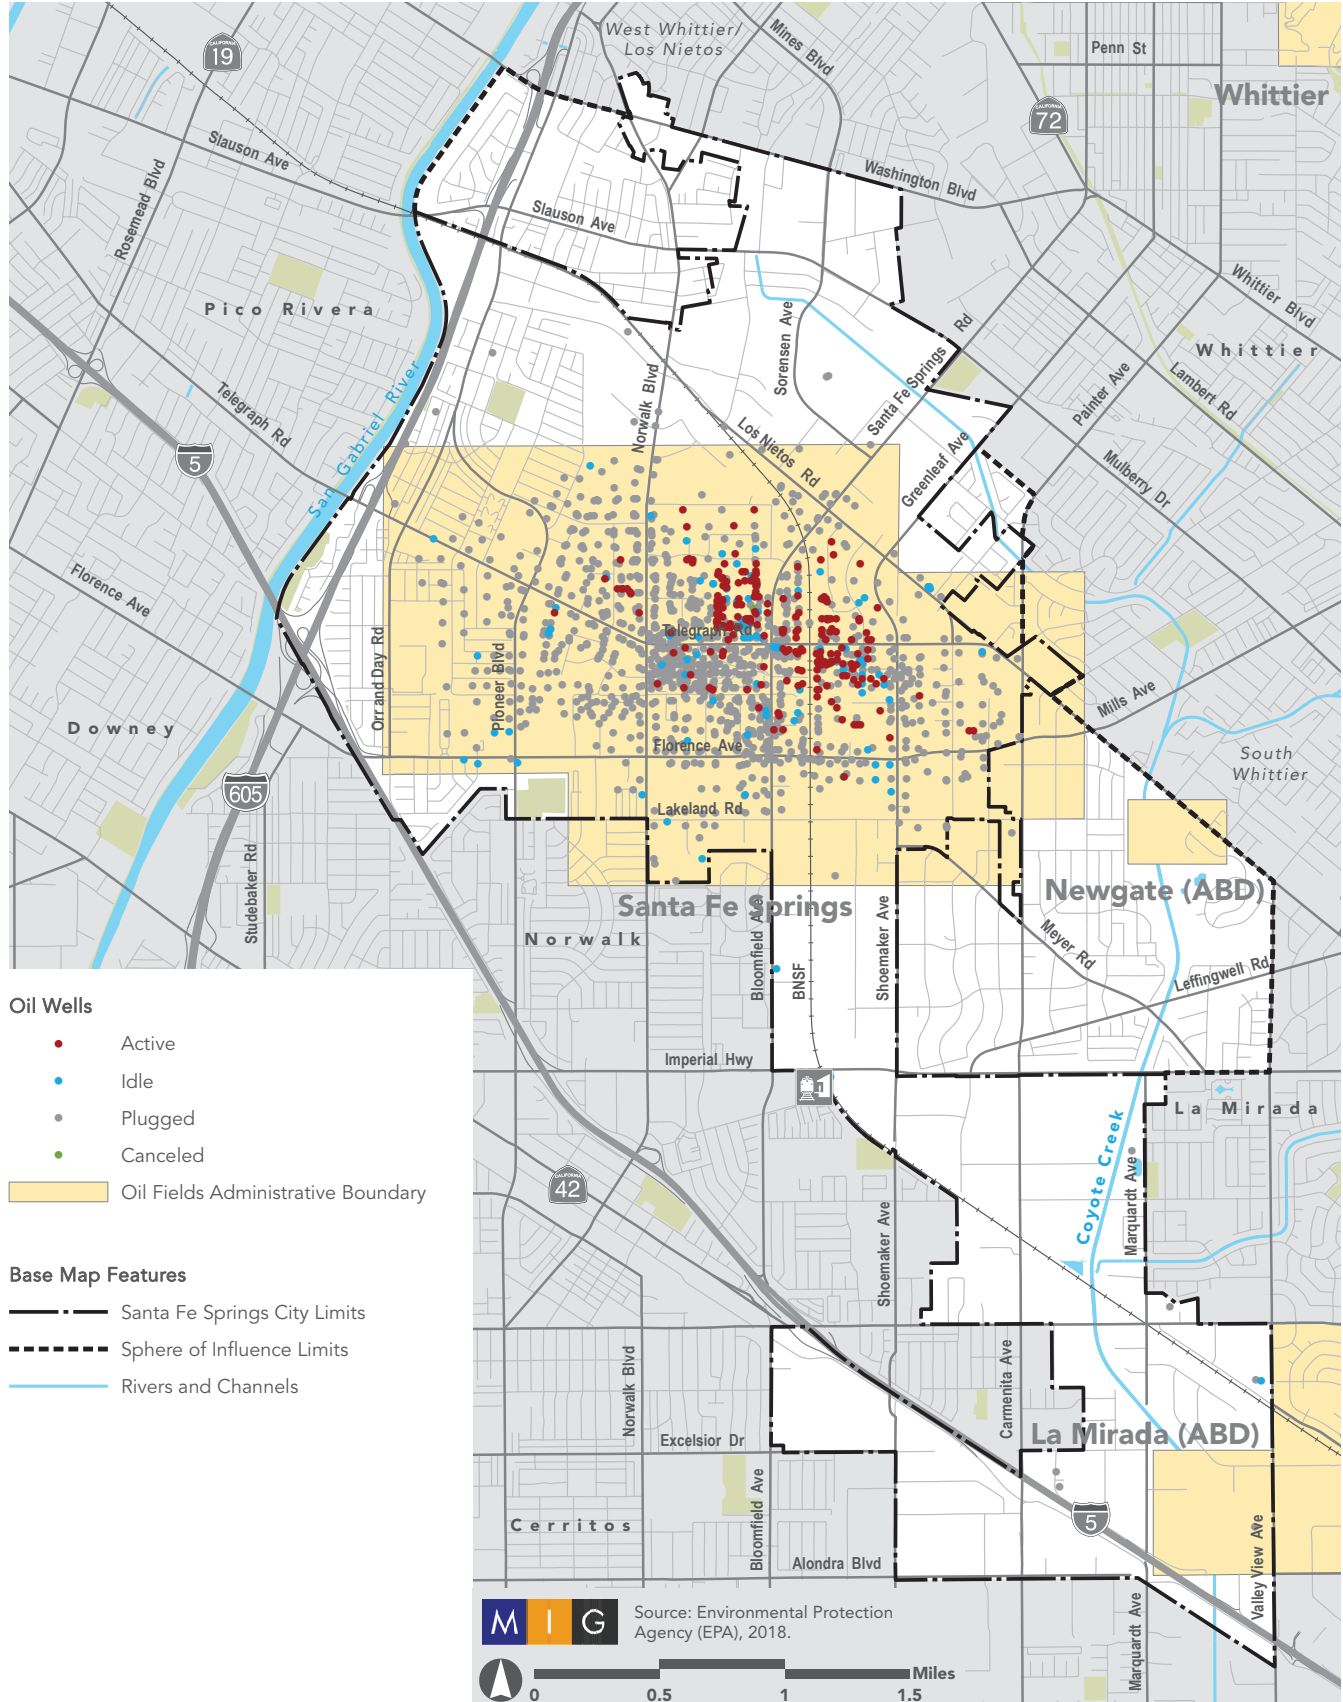 West Whittier/
Los Nietos
Mines Blvd
Penn St
CALIFORNIA
19
Whittier
CALIFORNIA
72
Slauson Ave
Rosemead Blvd
Washington Blvd
Slauson Ave
Whittier Blvd
Pico Rivera
Sorensen Ave
Santa Fe Springs Rd
Whittier
Lambert Rd
Painter Ave
Telegraph Rd
San Gabriel River
Norwalk Blvd
Los Nietos Rd
Greenleaf Ave
Mulberry Dr
5
Florence Ave
Telegraph Rd
Orr and Day Rd
Pioneer Blvd
Mills Ave
Downey
Florence Ave
South
Whittier
605
Lakeland Rd
Studebaker Rd
Santa Fe Springs
Newgate (ABD)
Norwalk
Bloomfield Ave
BNSF
Shoemaker Ave
Meyer Rd
Leffingwell Rd
Imperial Hwy
La Mirada
Oil Wells
Active
Idle
Plugged
Canceled
Oil Fields Administrative Boundary
Base Map Features
Santa Fe Springs City Limits
Sphere of Influence Limits
Rivers and Channels
CALIFORNIA
42
Coyote Creek
Marquardt Ave
Shoemaker Ave
Norwalk Blvd
Carmenita Ave
Excelsior Dr
La Mirada (ABD)
Bloomfield Ave
Cerritos
5
Valley View Ave
Alondra Blvd
Marquardt Ave
M I G
Source: Environmental Protection
Agency (EPA), 2018.
Miles
0 0.5 1 1.5